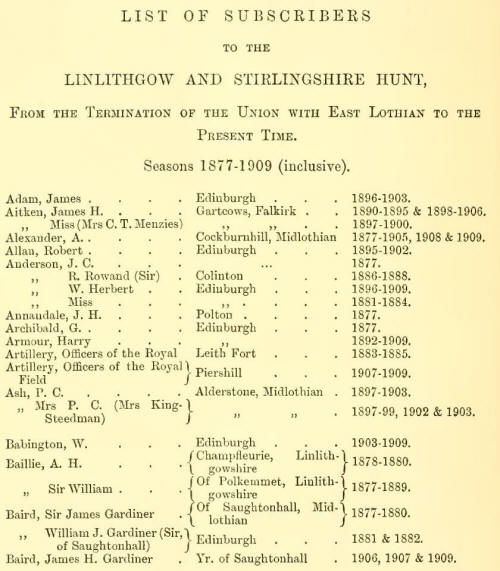 LIST OF SUBSCRIBERS
TO THE
LINLITHGOW AND STIRLINGSHIRE HUNT,
FROM THE TERMINATION OF THE UNION WITH EAST LOTHIAN TO THE
PRESENT TIME.
Seasons 1877-1909 (inclusive).
Adam, James . . . . Edinburgh . . . 1896-1903.
Aitken, James H. . . . Gartcows, Falkirk . . 1890-1895 & 1898-1906.
,, Miss (Mrs C. T. Menzies) ,, ,, . . 1897-1900.
Alexander, A. . . . . Cockburnhill, Midlothian 1877-1905, 1908 & 1909.
Allan, Robert . . . . Edinburgh . . . 1895-1902.
Anderson, J. C. . . . ... 1877.
,, R. Rowand (Sir) . Colinton . . . 1886-1888.
,, W. Herbert . . Edinburgh . . . 1896-1909.
,, Miss . . . ,, . . . . 1881-1884.
Annandale, J. H. . . . Polton . . . . 1877.
Archibald, G. . . . . Edinburgh . . . 1877.
Armour, Harry . . . ,, . . . . 1892-1909.
Artillery, Officers of the Royal Leith Fort . . . 1883-1885.
Artillery, Officers of the Royal
Field } Piershill . . . 1907-1909.
Ash, P. C. . . . . Alderstone, Midlothian . 1897-1903.
,, Mrs P. C. (Mrs King-
Steedman) } ,, ,, . 1897-99, 1902 & 1903.
Babington, W. . . . Edinburgh . . . 1903-1909.
Baillie, A. H. . . . { Champfleurie, Linlith-
gowshire } 1878-1880.
,, Sir William . . . { Of Polkemmet, Linlith-
gowshire } 1877-1889.
Baird, Sir James Gardiner . { Of Saughtonhall, Mid-
lothian } 1877-1880.
,, William J. Gardiner (Sir,
of Saughtonhall) } Edinburgh . . . 1881 & 1882.
Baird, James H. Gardiner . Yr. of Saughtonhall . 1906, 1907 & 1909.